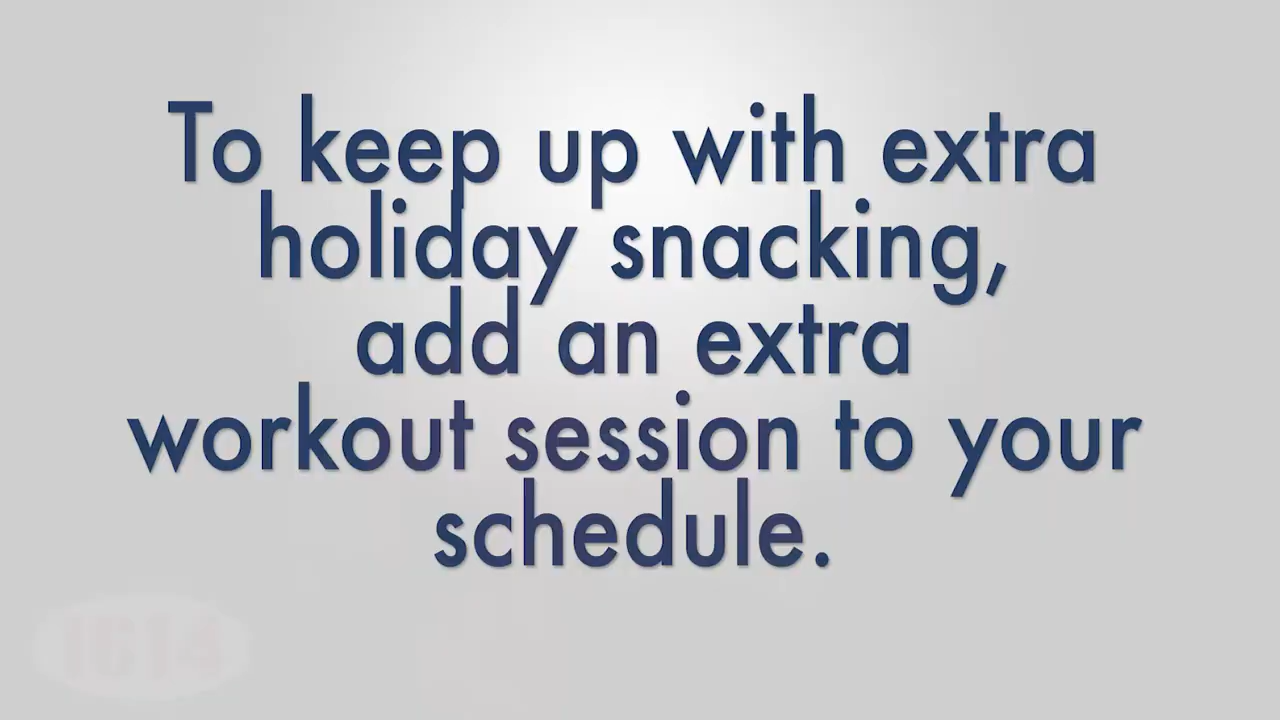 To keep up with extra
holiday snacking,
add an extra
workout session to your
schedule.